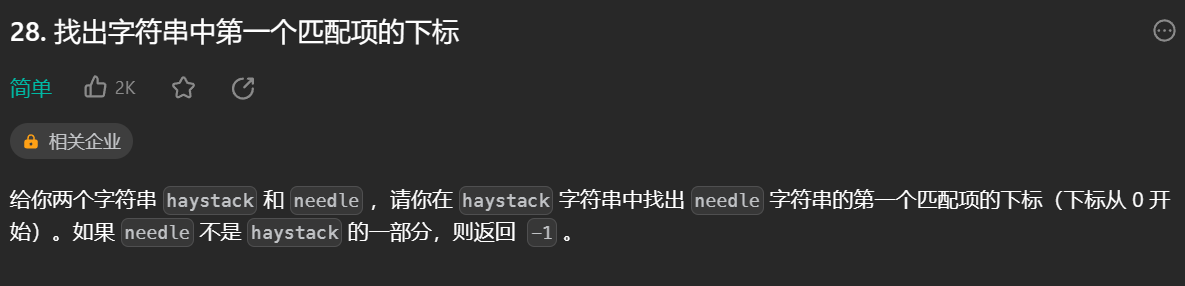 28. 找出字符串中第一个匹配项的下标
简单 2K
相关企业
给你两个字符串 haystack 和 needle ，请你在 haystack 字符串中找出 needle 字符串的第一个匹配项的下标（下标从 0 开
始）。如果 needle 不是 haystack 的一部分，则返回 -1 。